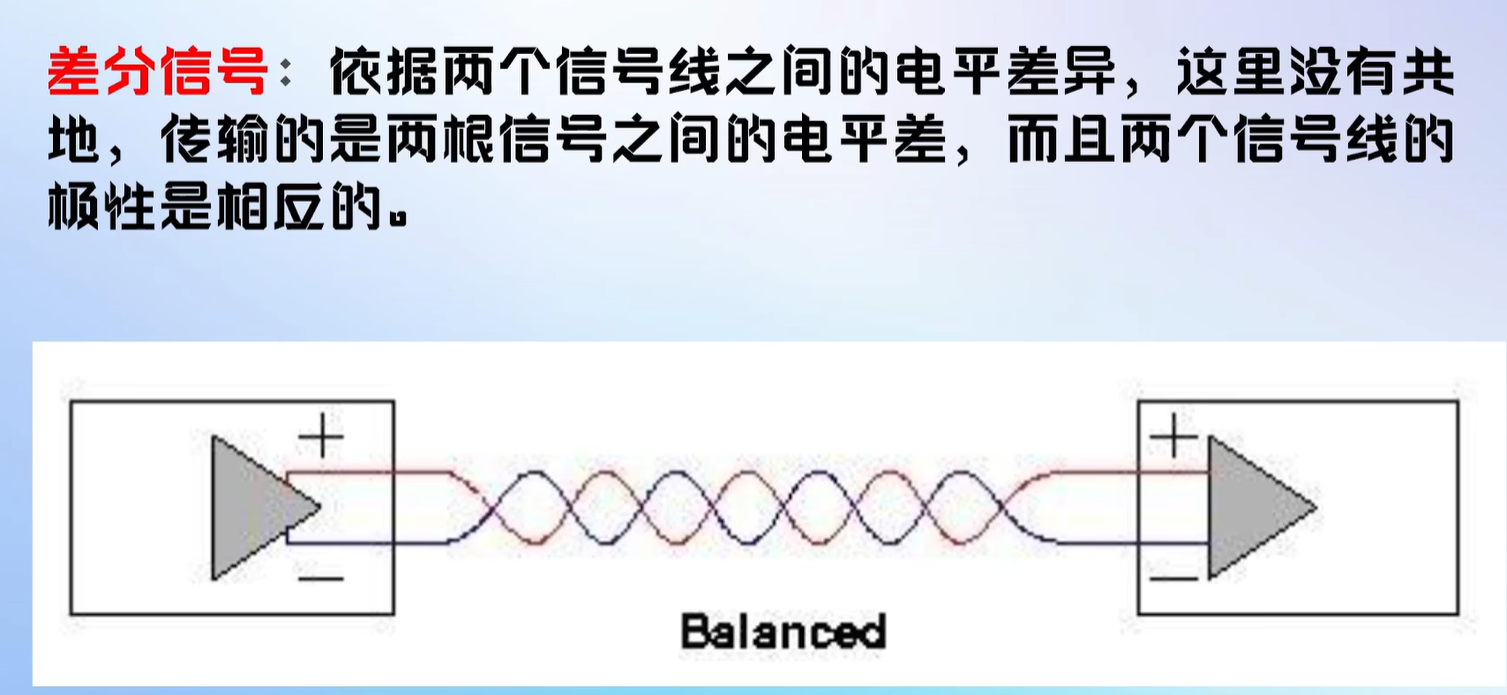 差分信号：依据两个信号线之间的电平差异，这里没有共
地，传输的是两根信号之间的电平差，而且两个信号线的
极性是相反的。
+ +
— —
Balanced